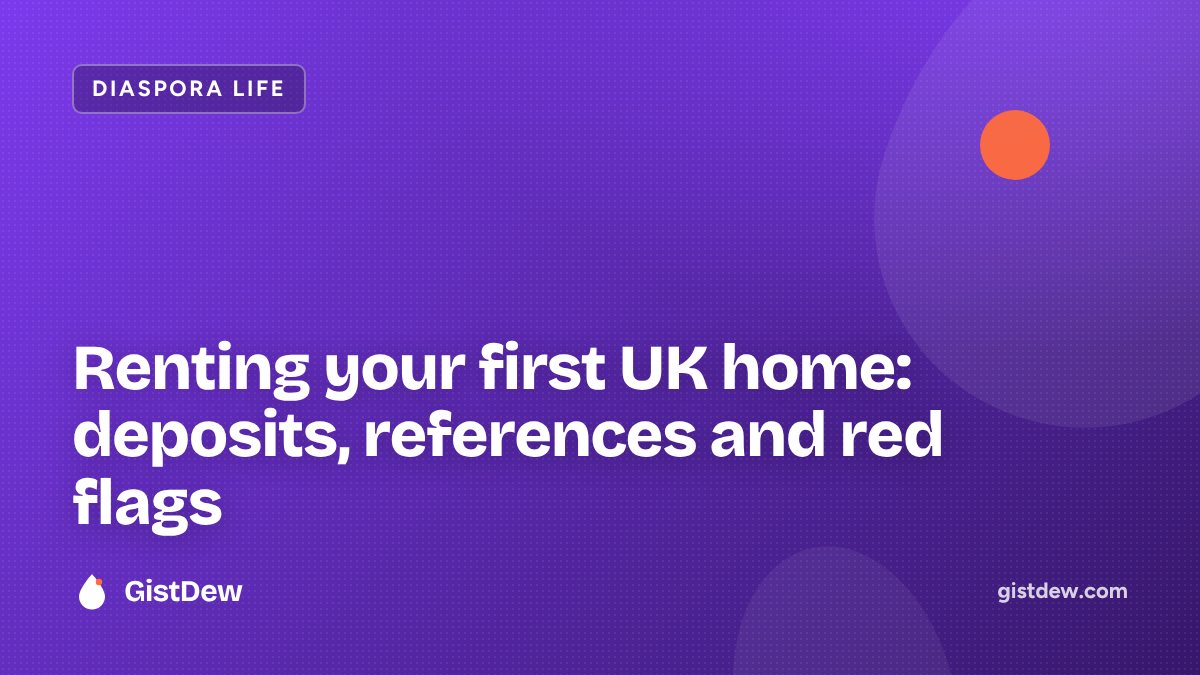 DIASPORA LIFE
Renting your first UK home:
deposits, references and red
flags
GistDew
gistdew.com